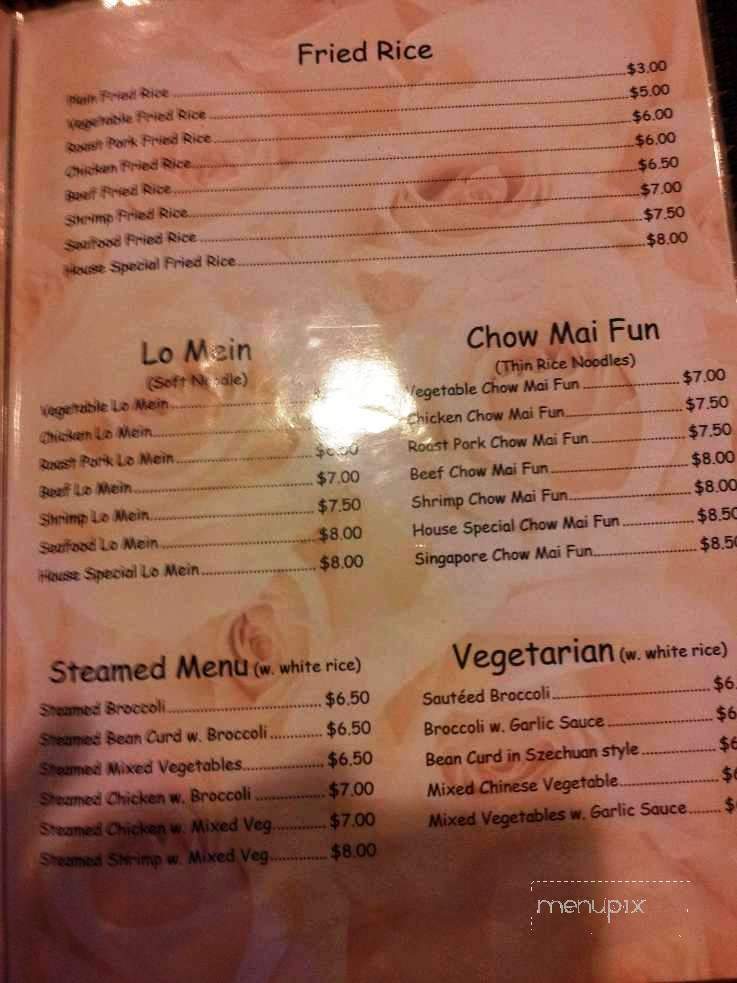 Fried Rice
Plain Fried Rice $3.00
Vegetable Fried Rice $5.00
Roast Pork Fried Rice $6.00
Chicken Fried Rice $6.00
Beef Fried Rice $6.50
Shrimp Fried Rice $7.00
Seafood Fried Rice $7.50
House Special Fried Rice $8.00
Lo Mein
(Soft Noodle)
Vegetable Lo Mein
Chicken Lo Mein
Roast Pork Lo Mein
Beef Lo Mein $7.00
Shrimp Lo Mein $7.50
Seafood Lo Mein $8.00
House Special Lo Mein $8.00
Chow Mai Fun
(Thin Rice Noodles)
Vegetable Chow Mai Fun $7.00
Chicken Chow Mai Fun $7.50
Roast Pork Chow Mai Fun $7.50
Beef Chow Mai Fun $8.00
Shrimp Chow Mai Fun $8.00
House Special Chow Mai Fun $8.50
Singapore Chow Mai Fun $8.50
Steamed Menu (w. white rice)
Steamed Broccoli $6.50
Steamed Bean Curd w. Broccoli $6.50
Steamed Mixed Vegetables $6.50
Steamed Chicken w. Broccoli $7.00
Steamed Chicken w. Mixed Veg. $7.00
Steamed Shrimp w. Mixed Veg. $8.00
Vegetarian (w. white rice)
Sautéed Broccoli $6.
Broccoli w. Garlic Sauce $6
Bean Curd in Szechuan style $6
Mixed Chinese Vegetable $6
Mixed Vegetables w. Garlic Sauce $
menupix